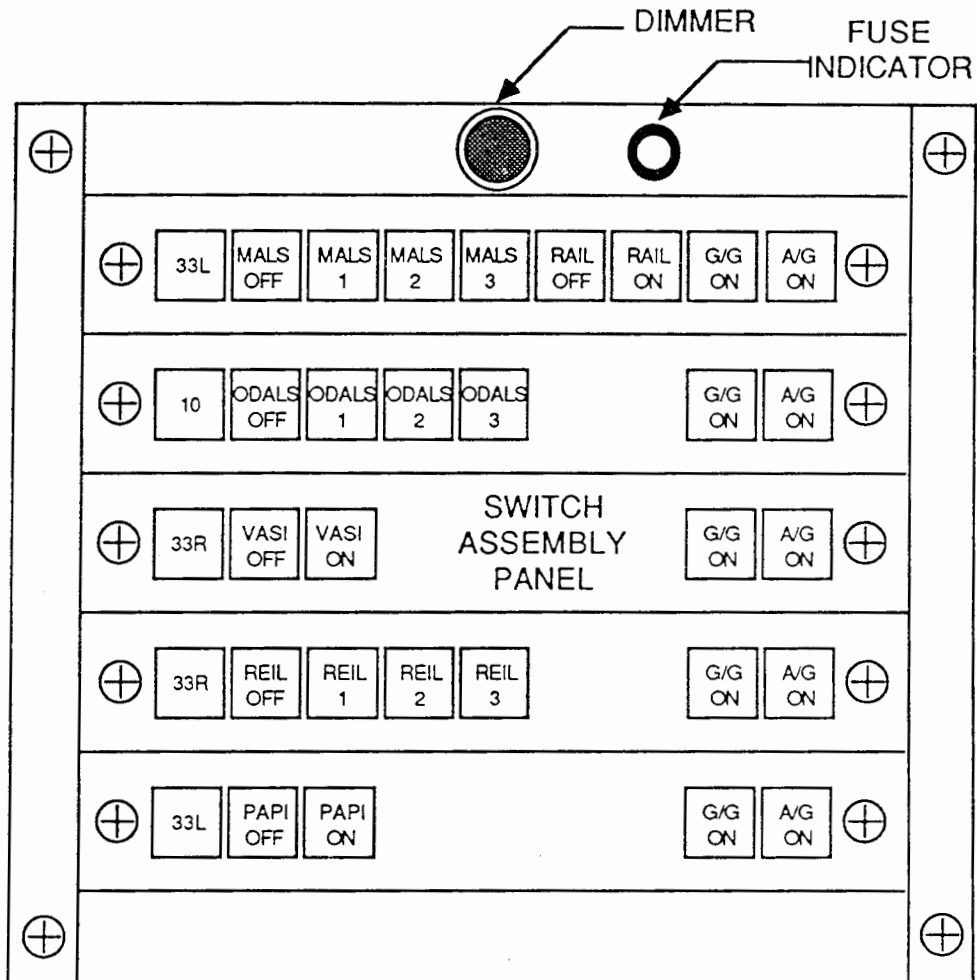 DIMMER
FUSE
INDICATOR
33L
MALS
OFF
MALS
1
MALS
2
MALS
3
RAIL
OFF
RAIL
ON
G/G
ON
A/G
ON
10
ODALS
OFF
ODALS
1
ODALS
2
ODALS
3
G/G
ON
A/G
ON
33R
VASI
OFF
VASI
ON
SWITCH
ASSEMBLY
PANEL
G/G
ON
A/G
ON
33R
REIL
OFF
REIL
1
REIL
2
REIL
3
G/G
ON
A/G
ON
33L
PAPI
OFF
PAPI
ON
G/G
ON
A/G
ON